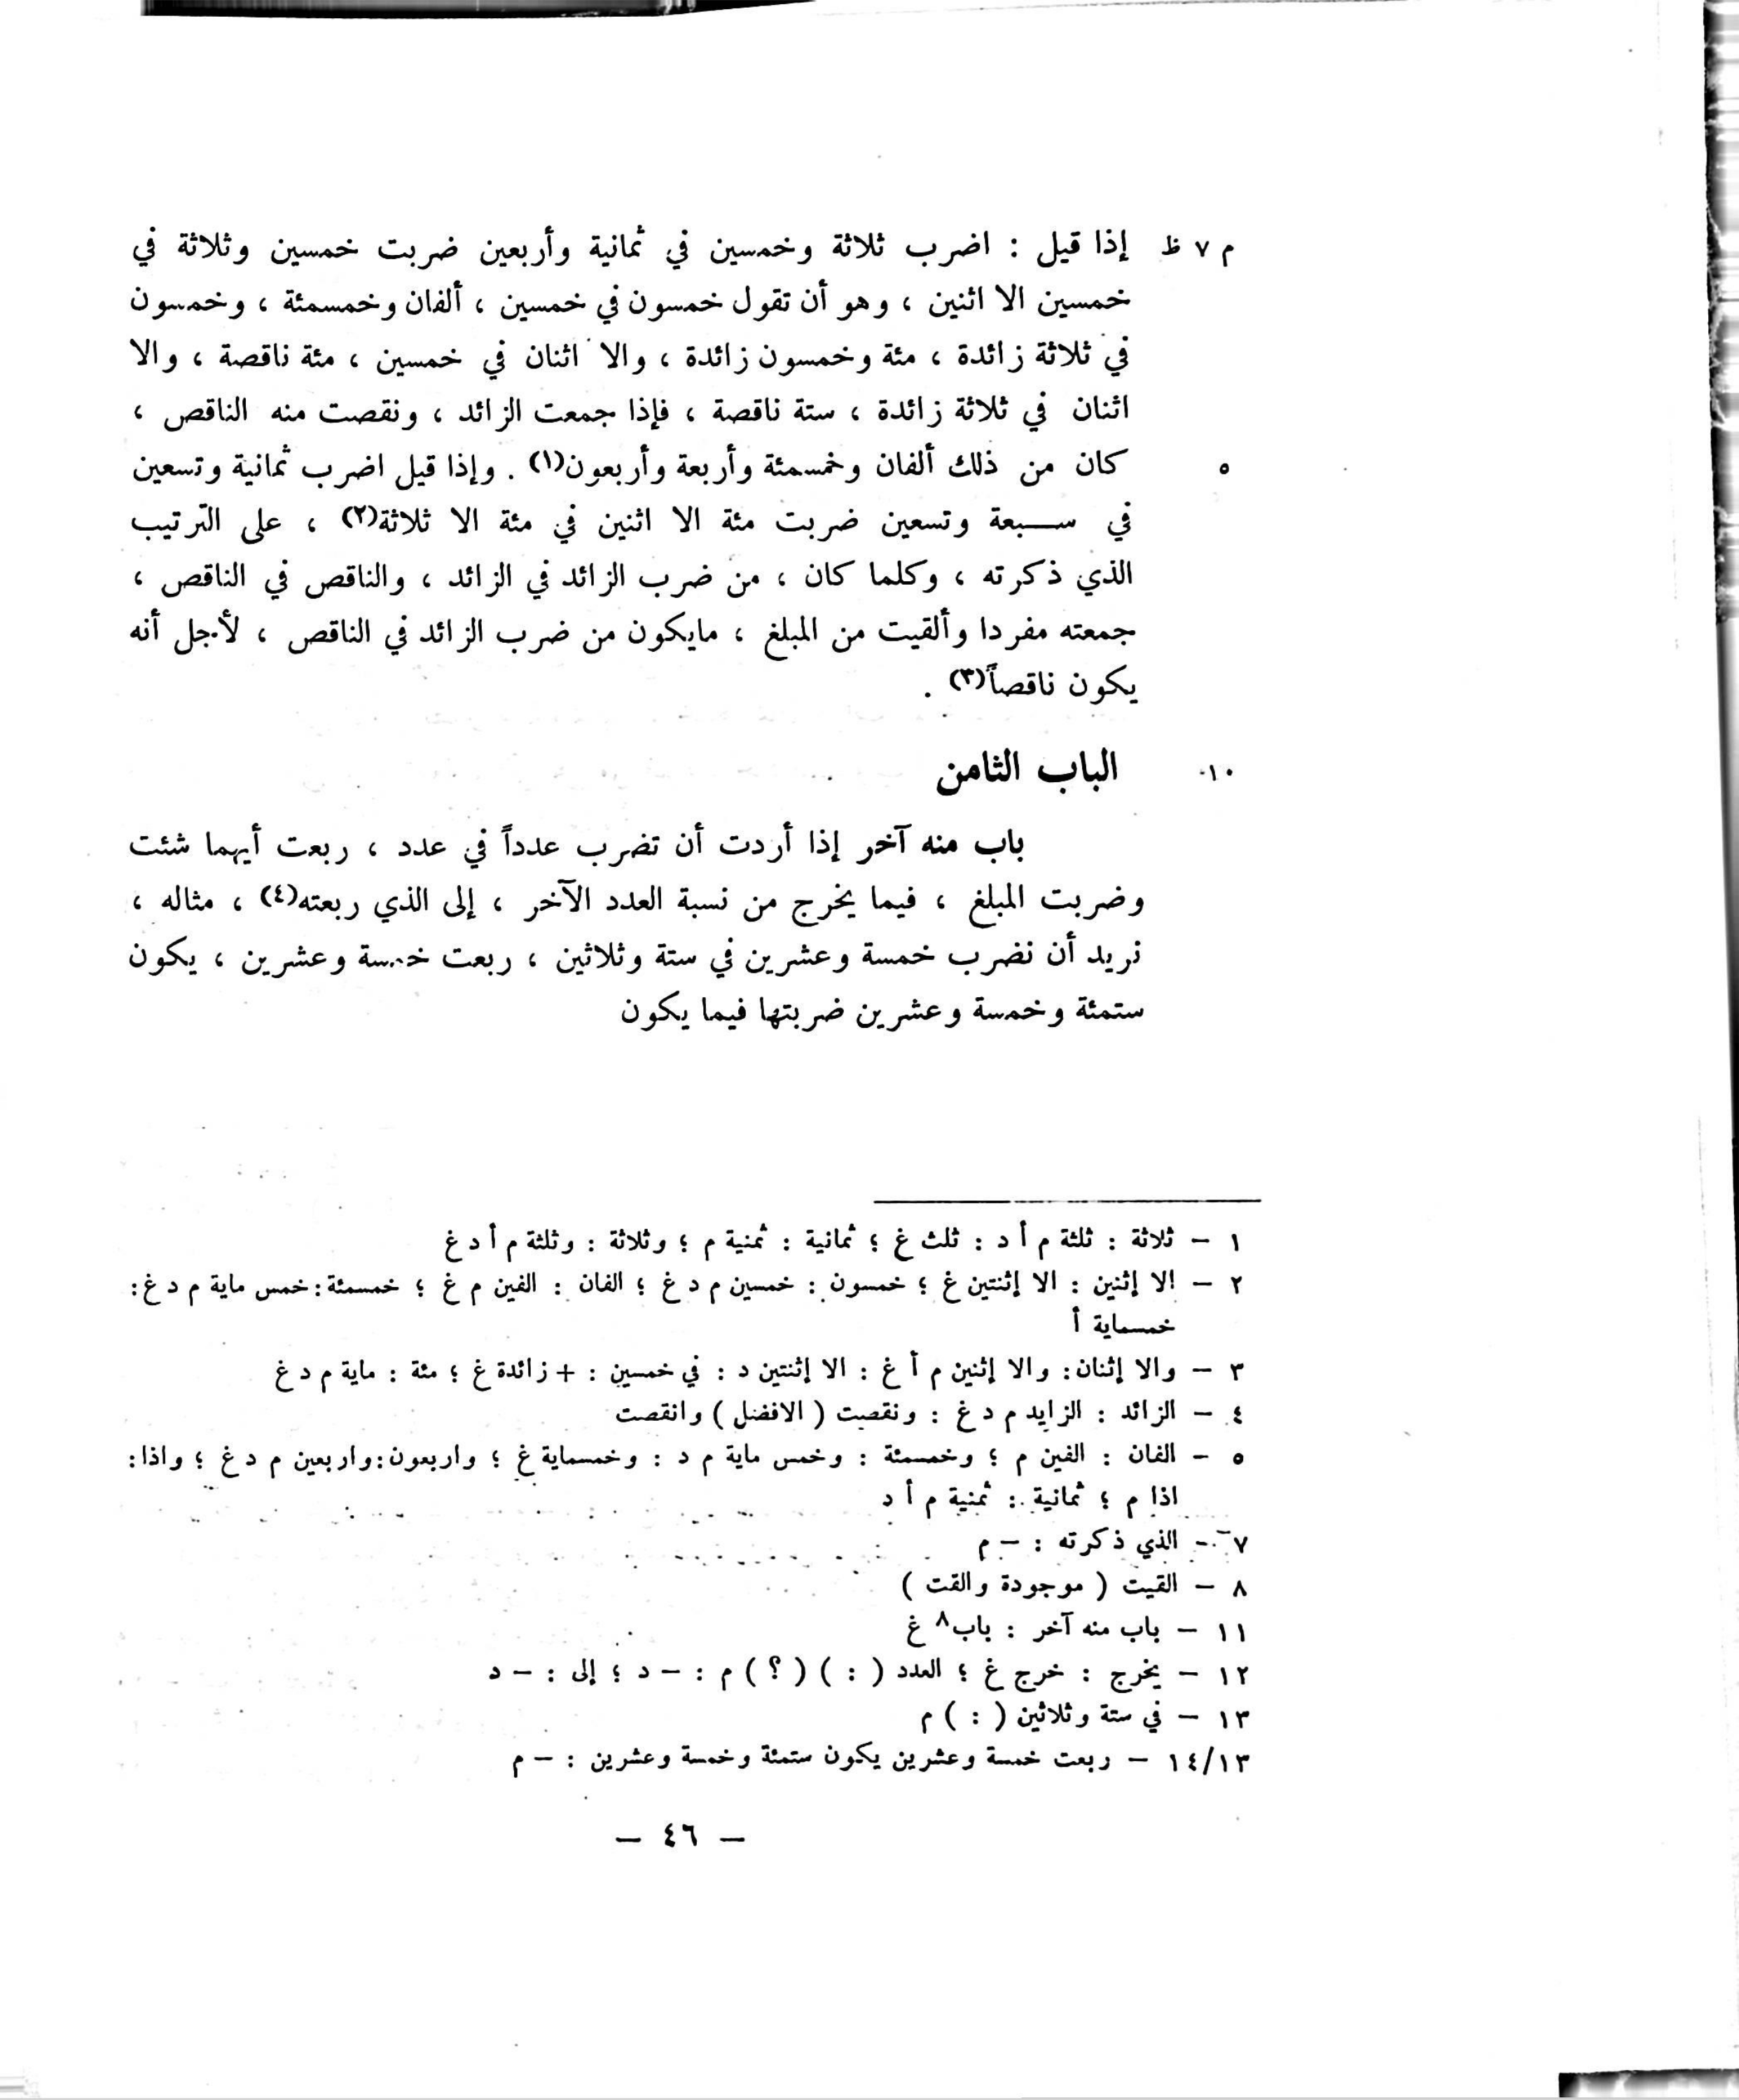 م ٧ ظ إذا قيل : اضرب ثلاثة وخمسين في ثمانية وأربعين ضربت خمسين وثلاثة في
خمسين الا اثنين ، وهو أن تقول خمسون في خمسين ، ألفان وخمسمئة ، وخمسون
في ثلاثة زائدة ، مئة وخمسون زائدة ، والا اثنان في خمسين ، مئة ناقصة ، والا
اثنان في ثلاثة زائدة ، ستة ناقصة ، فإذا جمعت الزائد ، ونقصت منه الناقص ،
٥ كان من ذلك ألفان وخمسمئة وأربعة وأربعون(١) . وإذا قيل اضرب ثمانية وتسعين
في سبعة وتسعين ضربت مئة الا اثنين في مئة الا ثلاثة(٢) ، على الترتيب
الذي ذكرته ، وكلما كان ، من ضرب الزائد في الزائد ، والناقص في الناقص ،
جمعته مفردا وألقيت من المبلغ ، مايكون من ضرب الزائد في الناقص ، لأجل أنه
يكون ناقصاً(٣) .
١٠ الباب الثامن
باب منه آخر إذا أردت أن تضرب عدداً في عدد ، ربعت أيهما شئت
وضربت المبلغ ، فيما يخرج من نسبة العدد الآخر ، إلى الذي ربعته(٤) ، مثاله ،
نريد أن نضرب خمسة وعشرين في ستة وثلاثين ، ربعت خمسة وعشرين ، يكون
ستمئة وخمسة وعشرين ضربتها فيما يكون
١ – ثلاثة : ثلثة م أ د : ثلث غ ؛ ثمانية : ثمنية م ؛ وثلاثة : وثلثة م أ د غ
٢ – الا إثنين : الا إثنتين غ ؛ خمسون : خمسين م د غ ؛ الفان : الفين م غ ؛ خمسمئة : خمس ماية م د غ :
خمسماية أ
٣ – والا إثنان : والا إثنين م أ غ : الا إثنتين د : في خمسين : + زائدة غ ؛ مئة : ماية م د غ
٤ – الزائد : الزايد م د غ : ونقصت ( الافضل ) وانقصت
٥ – الفان : الفين م ؛ وخمسمئة : وخمس ماية م د : وخمسماية غ ؛ واربعون : واربعين م د غ ؛ واذا :
اذا م ؛ ثمانية : ثمنية م أ د
٧ – الذي ذكرته : – م
٨ – القيت ( موجودة والقت )
١١ – باب منه آخر : باب ٨ غ
١٢ – يخرج : خرج غ ؛ العدد ( : ) ( ؟ ) م : – د ؛ إلى : – د
١٣ – في ستة وثلاثين ( : ) م
١٤/١٣ – ربعت خمسة وعشرين يكون ستمئة وخمسة وعشرين : – م
– ٤٦ –